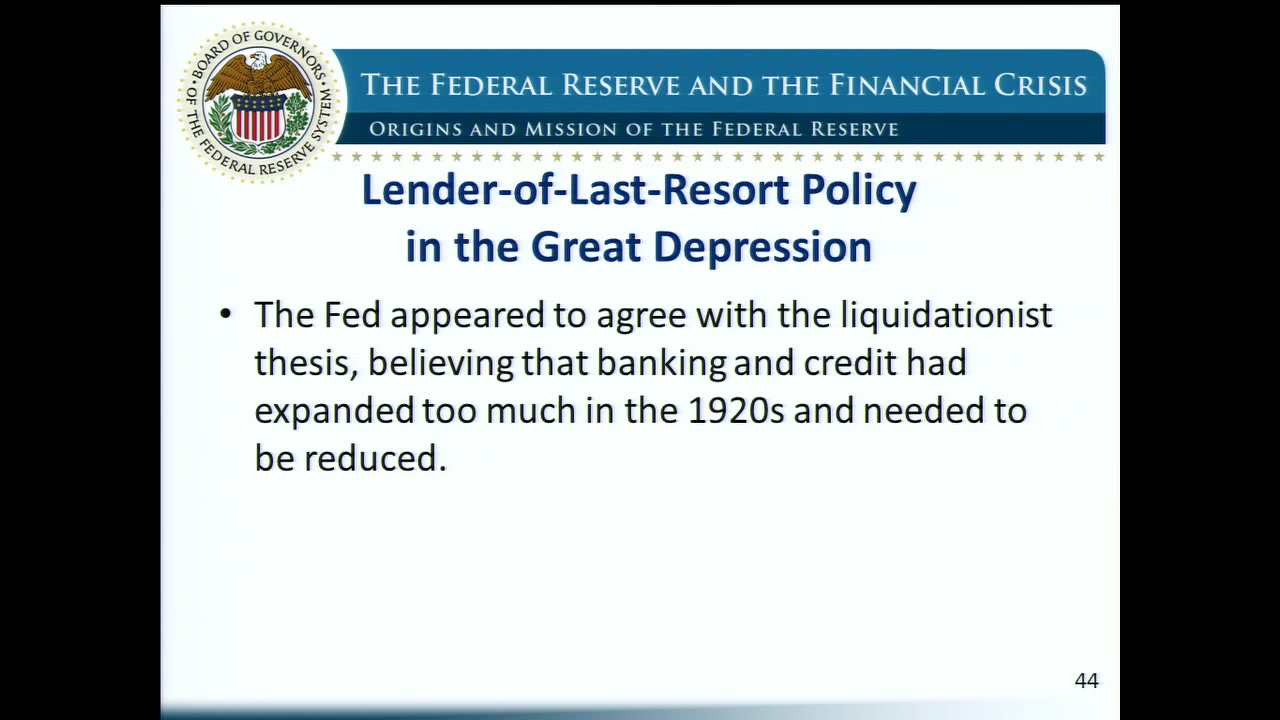 BOARD OF GOVERNORS
OF THE FEDERAL RESERVE SYSTEM
THE FEDERAL RESERVE AND THE FINANCIAL CRISIS
ORIGINS AND MISSION OF THE FEDERAL RESERVE
Lender-of-Last-Resort Policy
in the Great Depression
• The Fed appeared to agree with the liquidationist
thesis, believing that banking and credit had
expanded too much in the 1920s and needed to
be reduced.
44